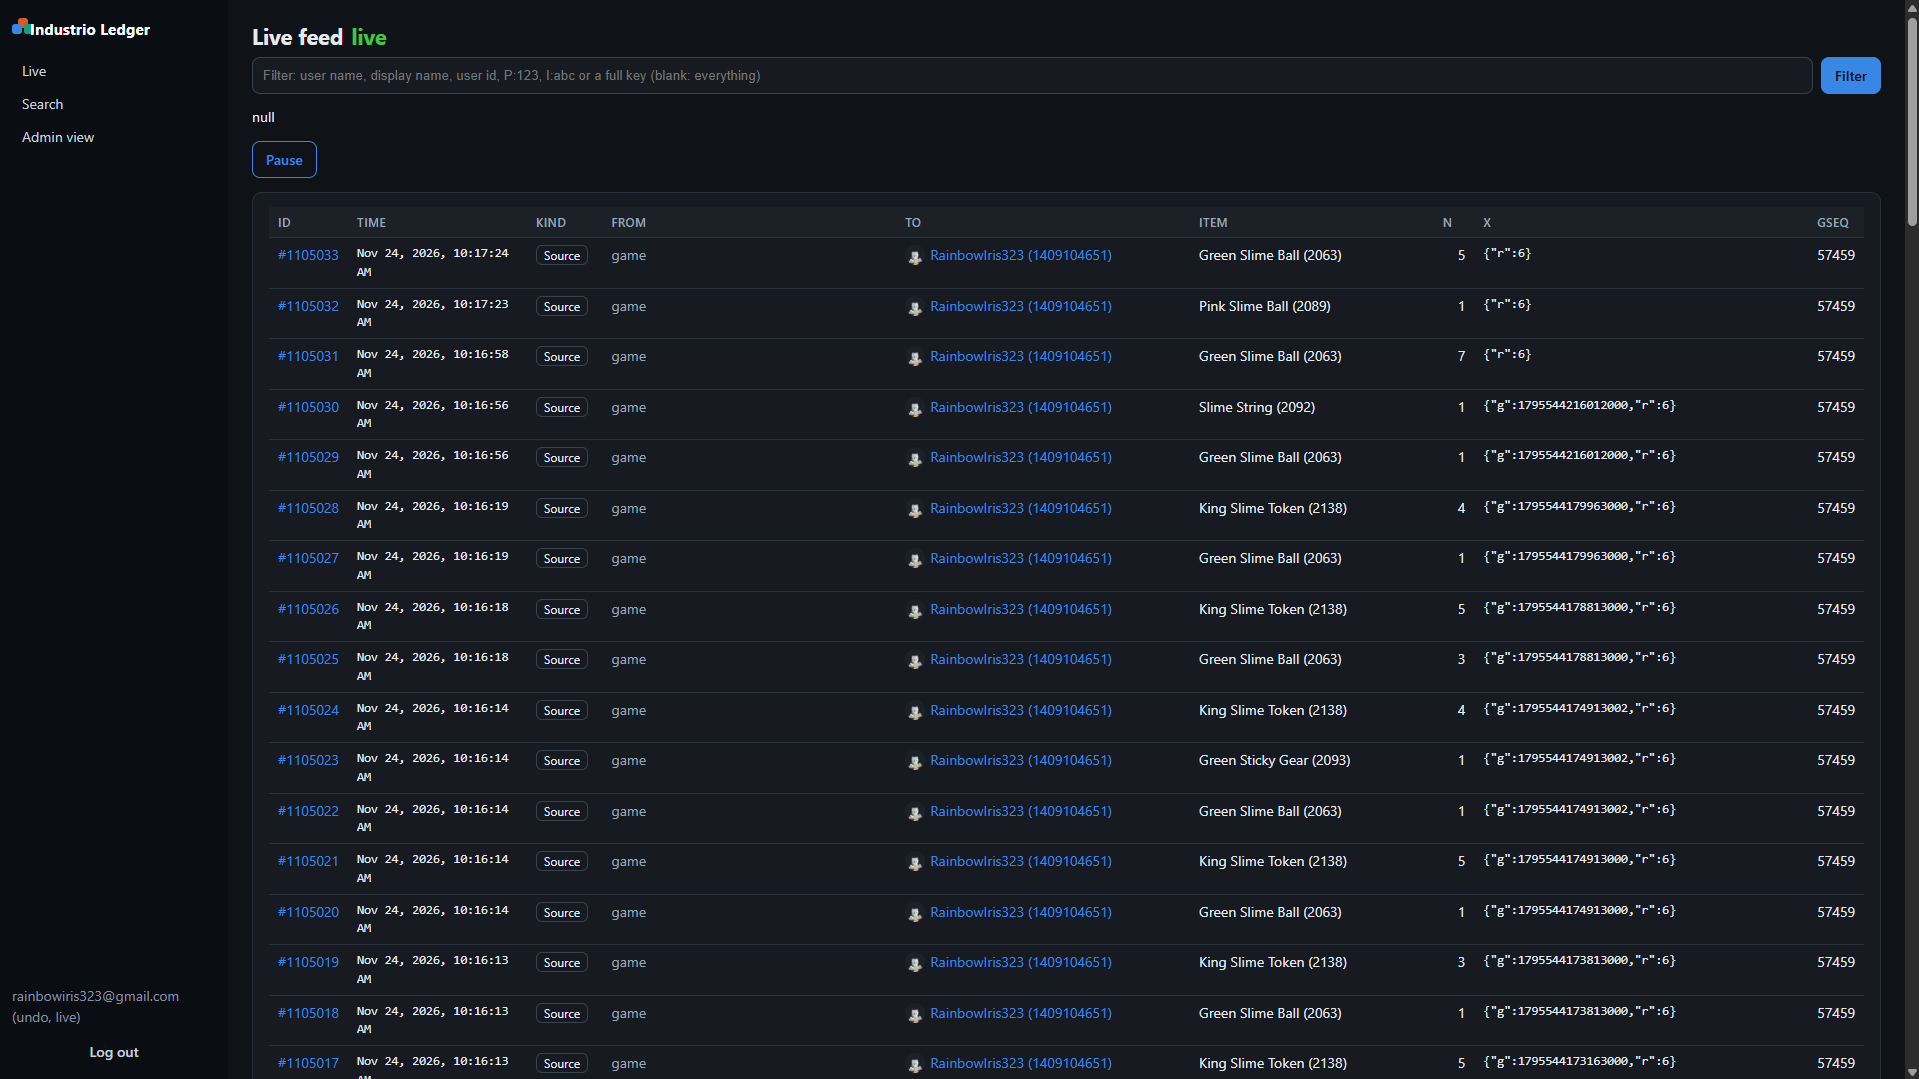 Industrio Ledger
Live
Search
Admin view
rainbowiris323@gmail.com
(undo, live)
Log out
Live feed live
Filter: user name, display name, user id, P:123, I:abc or a full key (blank: everything)
Filter
null
Pause
ID TIME KIND FROM TO ITEM N X GSEQ
#1105033 Nov 24, 2026, 10:17:24 AM Source game RainbowIris323 (1409104651) Green Slime Ball (2063) 5 {"r":6} 57459
#1105032 Nov 24, 2026, 10:17:23 AM Source game RainbowIris323 (1409104651) Pink Slime Ball (2089) 1 {"r":6} 57459
#1105031 Nov 24, 2026, 10:16:58 AM Source game RainbowIris323 (1409104651) Green Slime Ball (2063) 7 {"r":6} 57459
#1105030 Nov 24, 2026, 10:16:56 AM Source game RainbowIris323 (1409104651) Slime String (2092) 1 {"g":1795544216012000,"r":6} 57459
#1105029 Nov 24, 2026, 10:16:56 AM Source game RainbowIris323 (1409104651) Green Slime Ball (2063) 1 {"g":1795544216012000,"r":6} 57459
#1105028 Nov 24, 2026, 10:16:19 AM Source game RainbowIris323 (1409104651) King Slime Token (2138) 4 {"g":1795544179963000,"r":6} 57459
#1105027 Nov 24, 2026, 10:16:19 AM Source game RainbowIris323 (1409104651) Green Slime Ball (2063) 1 {"g":1795544179963000,"r":6} 57459
#1105026 Nov 24, 2026, 10:16:18 AM Source game RainbowIris323 (1409104651) King Slime Token (2138) 5 {"g":1795544178813000,"r":6} 57459
#1105025 Nov 24, 2026, 10:16:18 AM Source game RainbowIris323 (1409104651) Green Slime Ball (2063) 3 {"g":1795544178813000,"r":6} 57459
#1105024 Nov 24, 2026, 10:16:14 AM Source game RainbowIris323 (1409104651) King Slime Token (2138) 4 {"g":1795544174913002,"r":6} 57459
#1105023 Nov 24, 2026, 10:16:14 AM Source game RainbowIris323 (1409104651) Green Sticky Gear (2093) 1 {"g":1795544174913002,"r":6} 57459
#1105022 Nov 24, 2026, 10:16:14 AM Source game RainbowIris323 (1409104651) Green Slime Ball (2063) 1 {"g":1795544174913002,"r":6} 57459
#1105021 Nov 24, 2026, 10:16:14 AM Source game RainbowIris323 (1409104651) King Slime Token (2138) 5 {"g":1795544174913000,"r":6} 57459
#1105020 Nov 24, 2026, 10:16:14 AM Source game RainbowIris323 (1409104651) Green Slime Ball (2063) 1 {"g":1795544174913000,"r":6} 57459
#1105019 Nov 24, 2026, 10:16:13 AM Source game RainbowIris323 (1409104651) King Slime Token (2138) 3 {"g":1795544173813000,"r":6} 57459
#1105018 Nov 24, 2026, 10:16:13 AM Source game RainbowIris323 (1409104651) Green Slime Ball (2063) 1 {"g":1795544173813000,"r":6} 57459
#1105017 Nov 24, 2026, 10:16:13 AM Source game RainbowIris323 (1409104651) King Slime Token (2138) 5 {"g":1795544173163000,"r":6} 57459